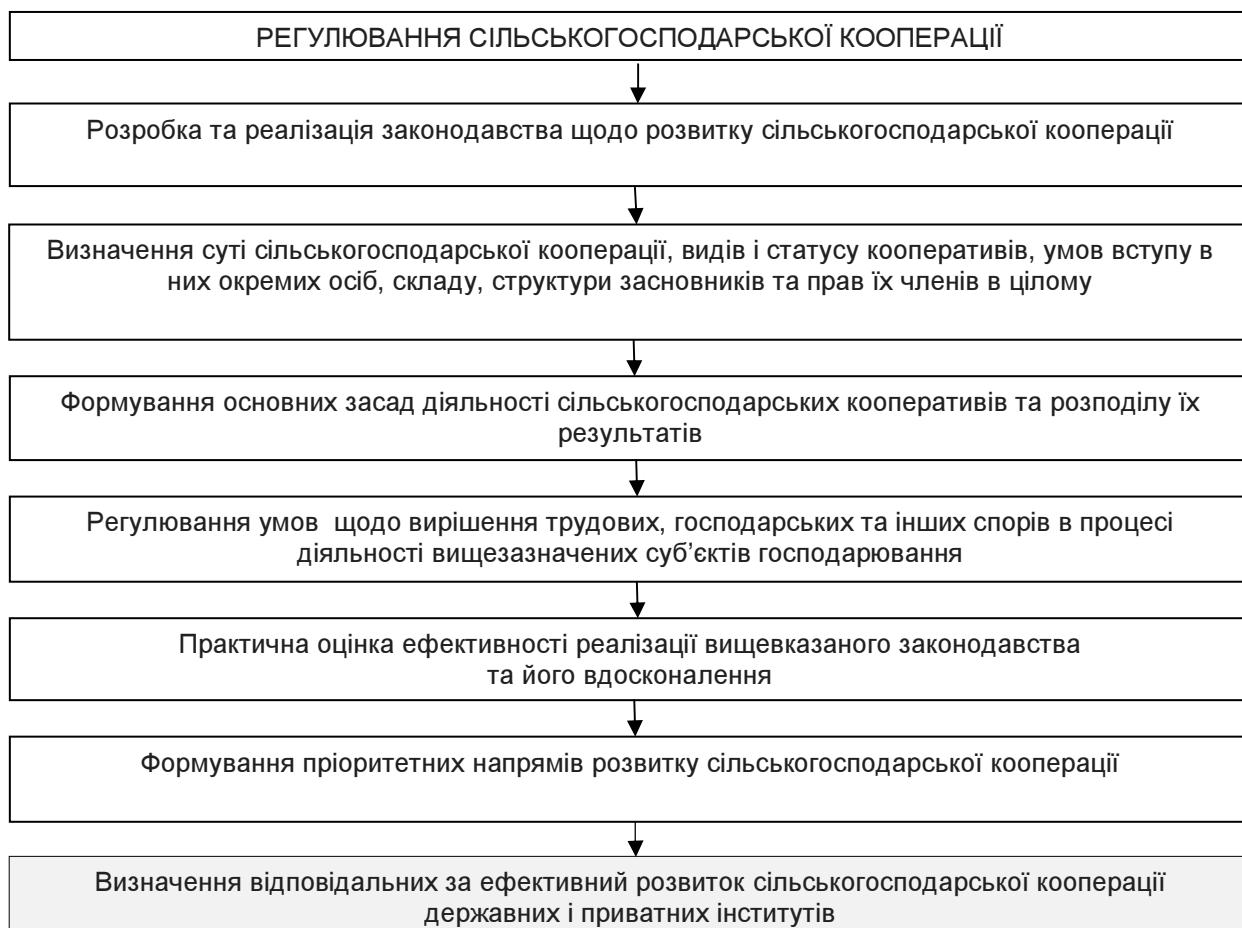 РЕГУЛЮВАННЯ СІЛЬСЬКОГОСПОДАРСЬКОЇ КООПЕРАЦІЇ
Розробка та реалізація законодавства щодо розвитку сільськогосподарської кооперації
Визначення суті сільськогосподарської кооперації, видів і статусу кооперативів, умов вступу в
них окремих осіб, складу, структури засновників та прав їх членів в цілому
Формування основних засад діяльності сільськогосподарських кооперативів та розподілу їх
результатів
Регулювання умов щодо вирішення трудових, господарських та інших спорів в процесі
діяльності вищезазначених суб’єктів господарювання
Практична оцінка ефективності реалізації вищевказаного законодавства
та його вдосконалення
Формування пріоритетних напрямів розвитку сільськогосподарської кооперації
Визначення відповідальних за ефективний розвиток сільськогосподарської кооперації
державних і приватних інститутів